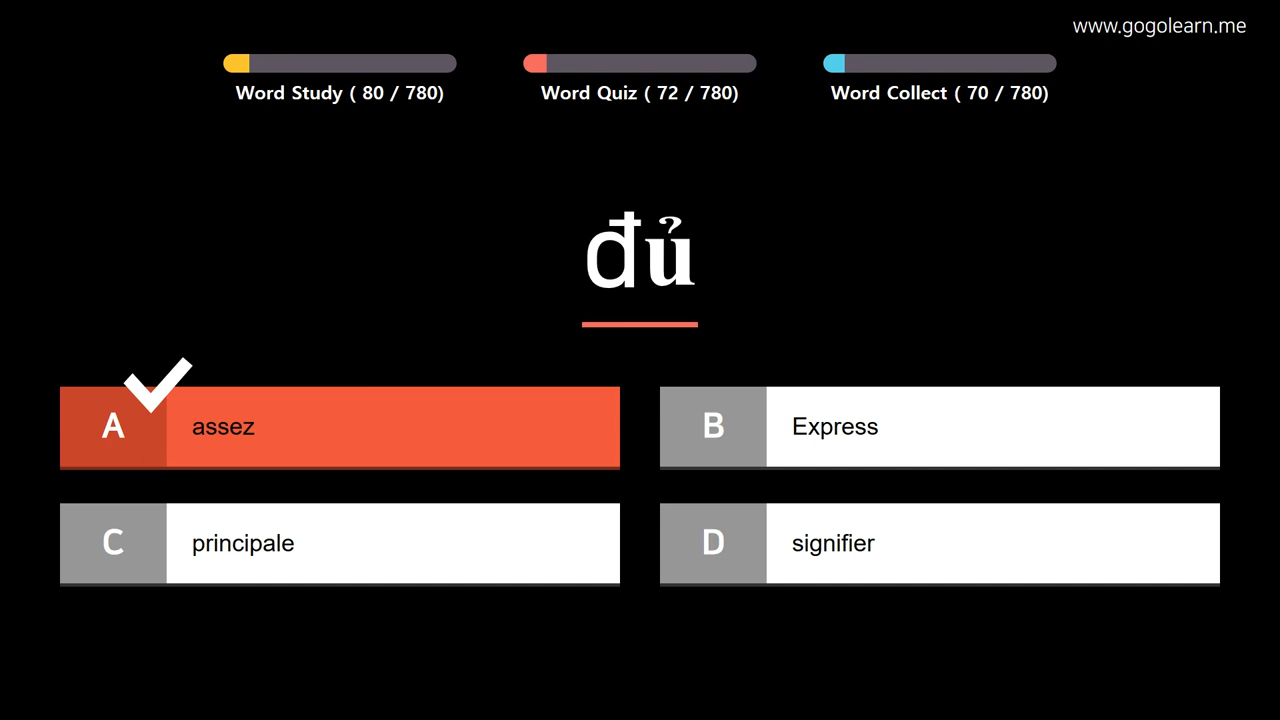 www.gogolearn.me
Word Study ( 80 / 780)
Word Quiz ( 72 / 780)
Word Collect ( 70 / 780)
đủ
A assez
B Express
C principale
D signifier